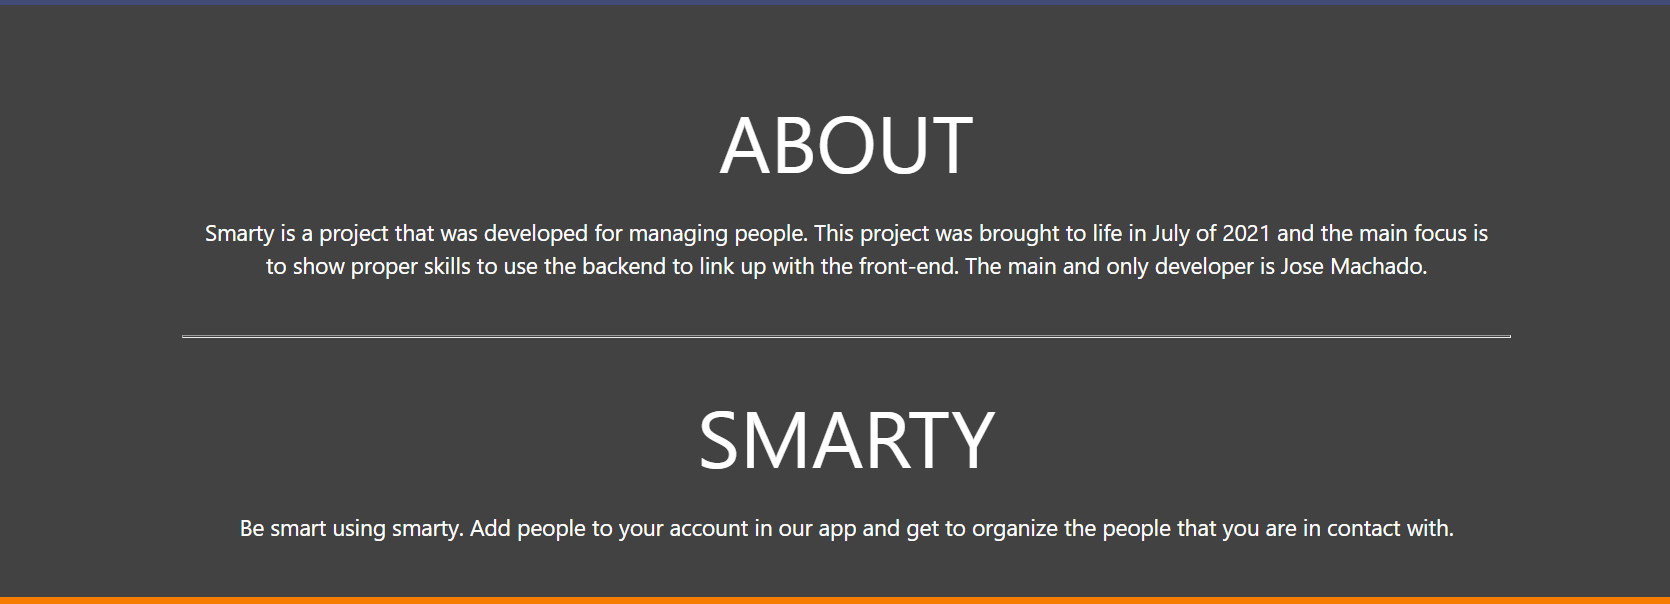 ABOUT
Smarty is a project that was developed for managing people. This project was brought to life in July of 2021 and the main focus is
to show proper skills to use the backend to link up with the front-end. The main and only developer is Jose Machado.
SMARTY
Be smart using smarty. Add people to your account in our app and get to organize the people that you are in contact with.